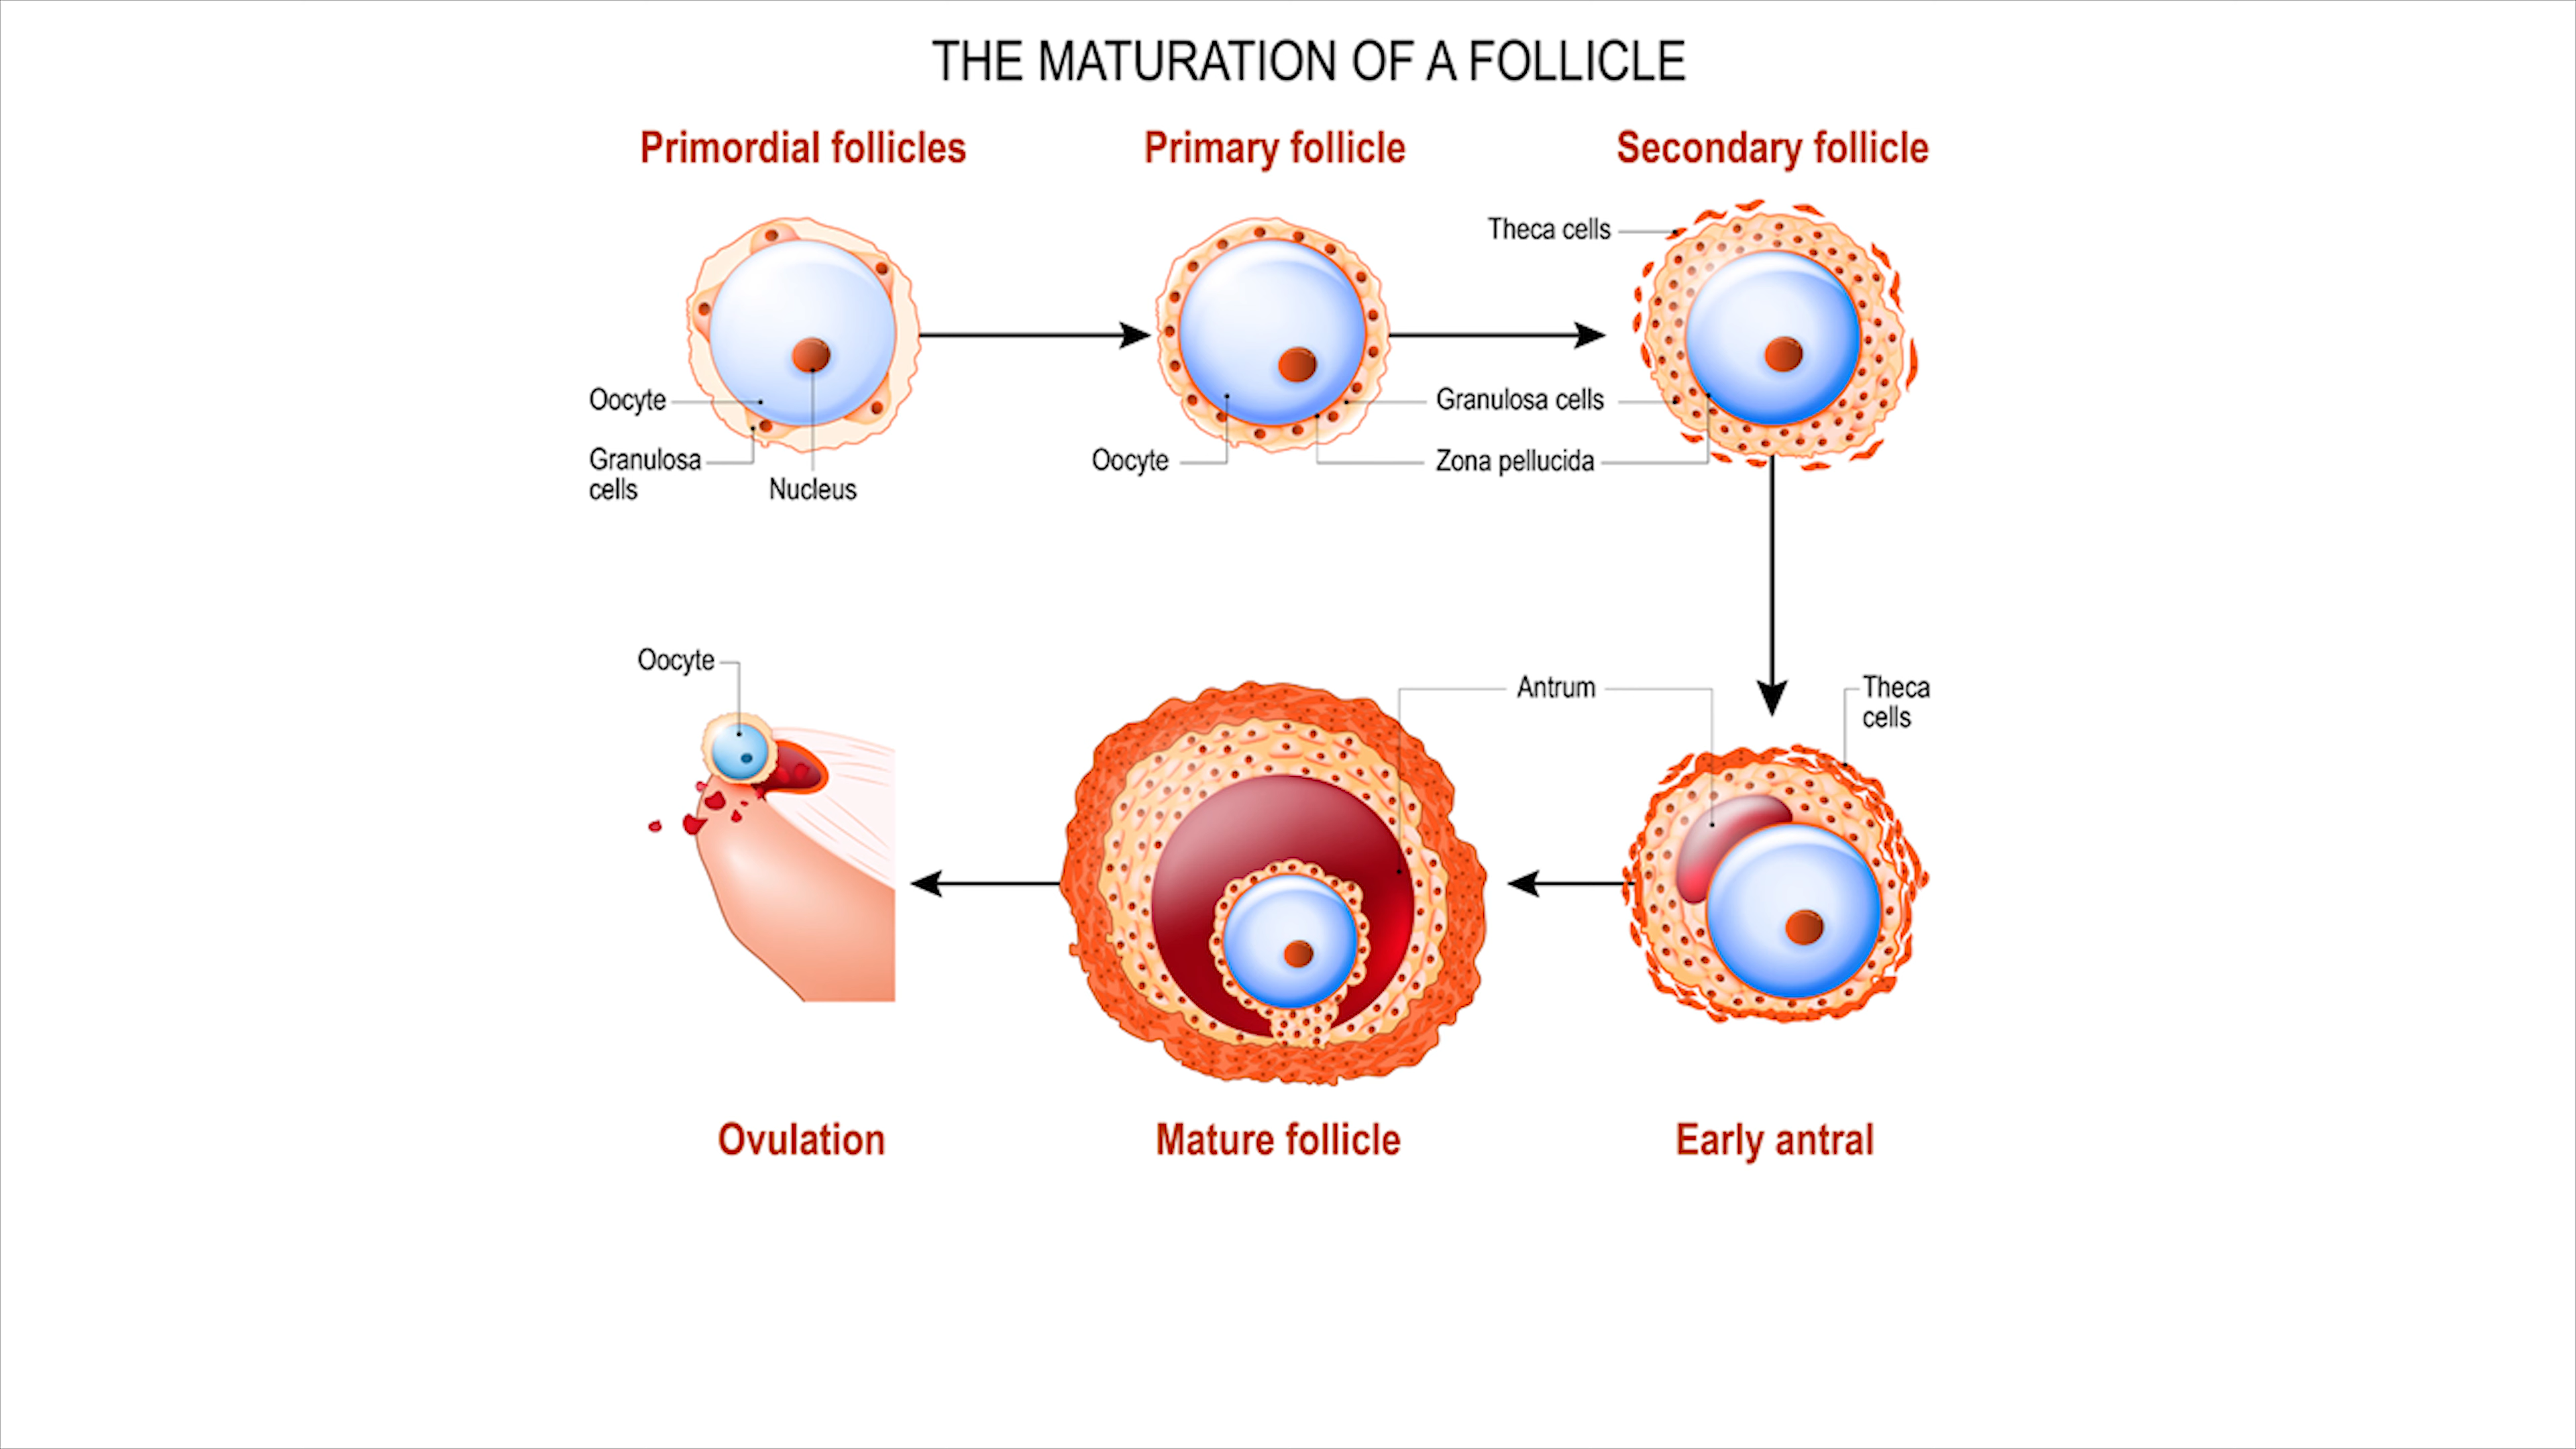 THE MATURATION OF A FOLLICLE
Primordial follicles
Primary follicle
Secondary follicle
Theca cells
Oocyte
Granulosa
cells
Nucleus
Oocyte
Granulosa cells
Zona pellucida
Oocyte
Antrum
Theca
cells
Ovulation
Mature follicle
Early antral